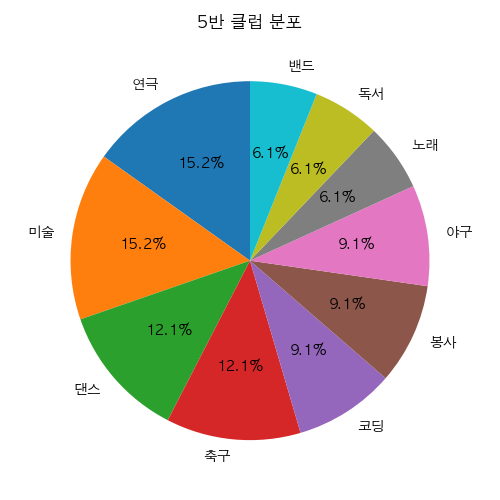 5반 클럽 분포
밴드
연극
독서
노래
6.1%
15.2%
6.1%
6.1%
미술
야구
15.2%
9.1%
9.1%
12.1%
봉사
9.1%
12.1%
댄스
코딩
축구